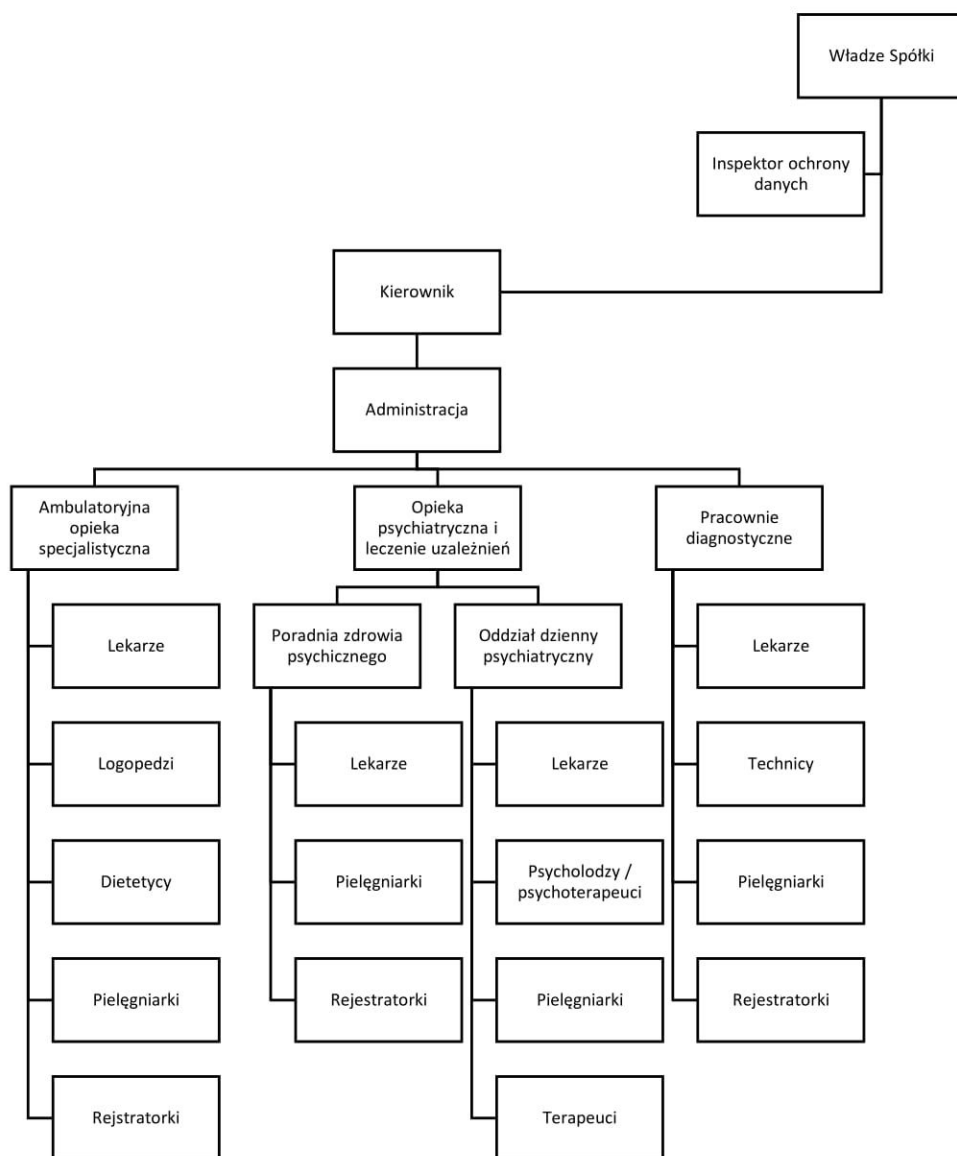 Władze Spółki
Inspektor ochrony
danych
Kierownik
Administracja
Ambulatoryjna
opieka
specjalistyczna
Opieka
psychiatryczna i
leczenie uzależnień
Pracownie
diagnostyczne
Lekarze
Logopedzi
Dietetycy
Pielęgniarki
Rejstratorki
Poradnia zdrowia
psychicznego
Lekarze
Pielęgniarki
Rejestratorki
Oddział dzienny
psychiatryczny
Lekarze
Psycholodzy /
psychoterapeuci
Pielęgniarki
Terapeuci
Lekarze
Technicy
Pielęgniarki
Rejestratorki